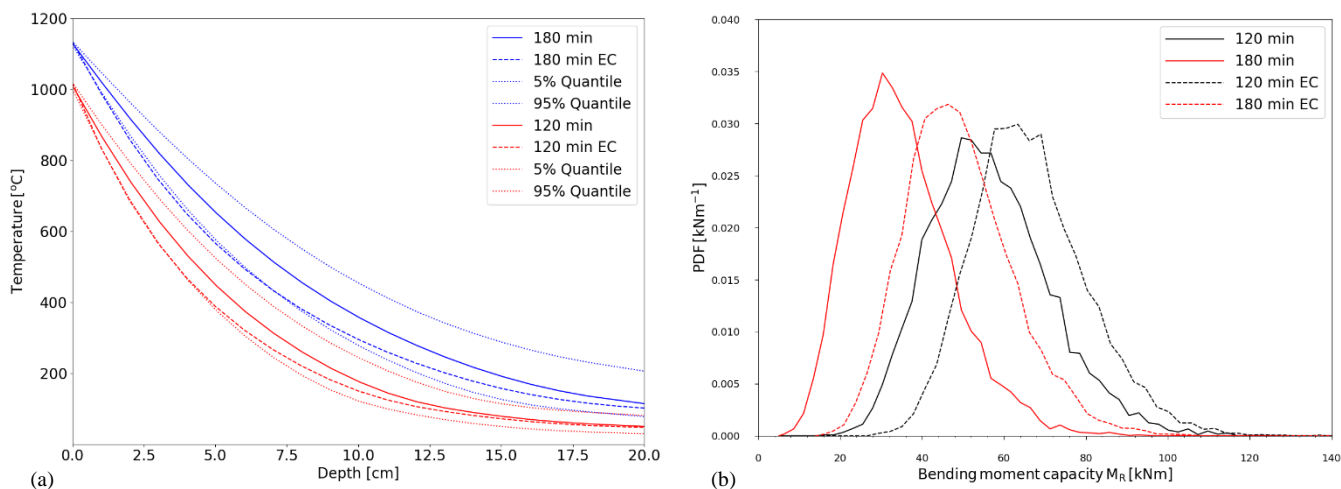 1200
1000
800
600
400
200
0.0 2.5 5.0 7.5 10.0 12.5 15.0 17.5 20.0
Depth [cm]
Temperature [°C]
180 min
180 min EC
5% Quantile
95% Quantile
120 min
120 min EC
5% Quantile
95% Quantile
(a)
0.040
0.035
0.030
0.025
0.020
0.015
0.010
0.005
0.000
0 20 40 60 80 100 120 140
Bending moment capacity M_R [kNm]
PDF [kNm⁻¹]
120 min
180 min
120 min EC
180 min EC
(b)